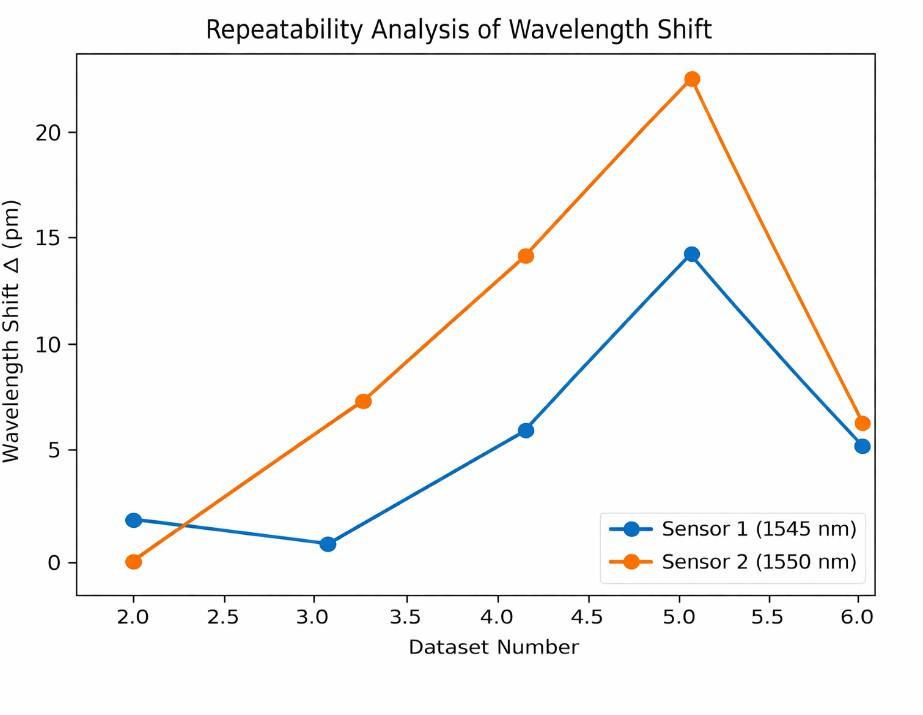 Repeatability Analysis of Wavelength Shift
Wavelength Shift Δ (pm)
20
15
10
5
0
2.0 2.5 3.0 3.5 4.0 4.5 5.0 5.5 6.0
Dataset Number
Sensor 1 (1545 nm)
Sensor 2 (1550 nm)